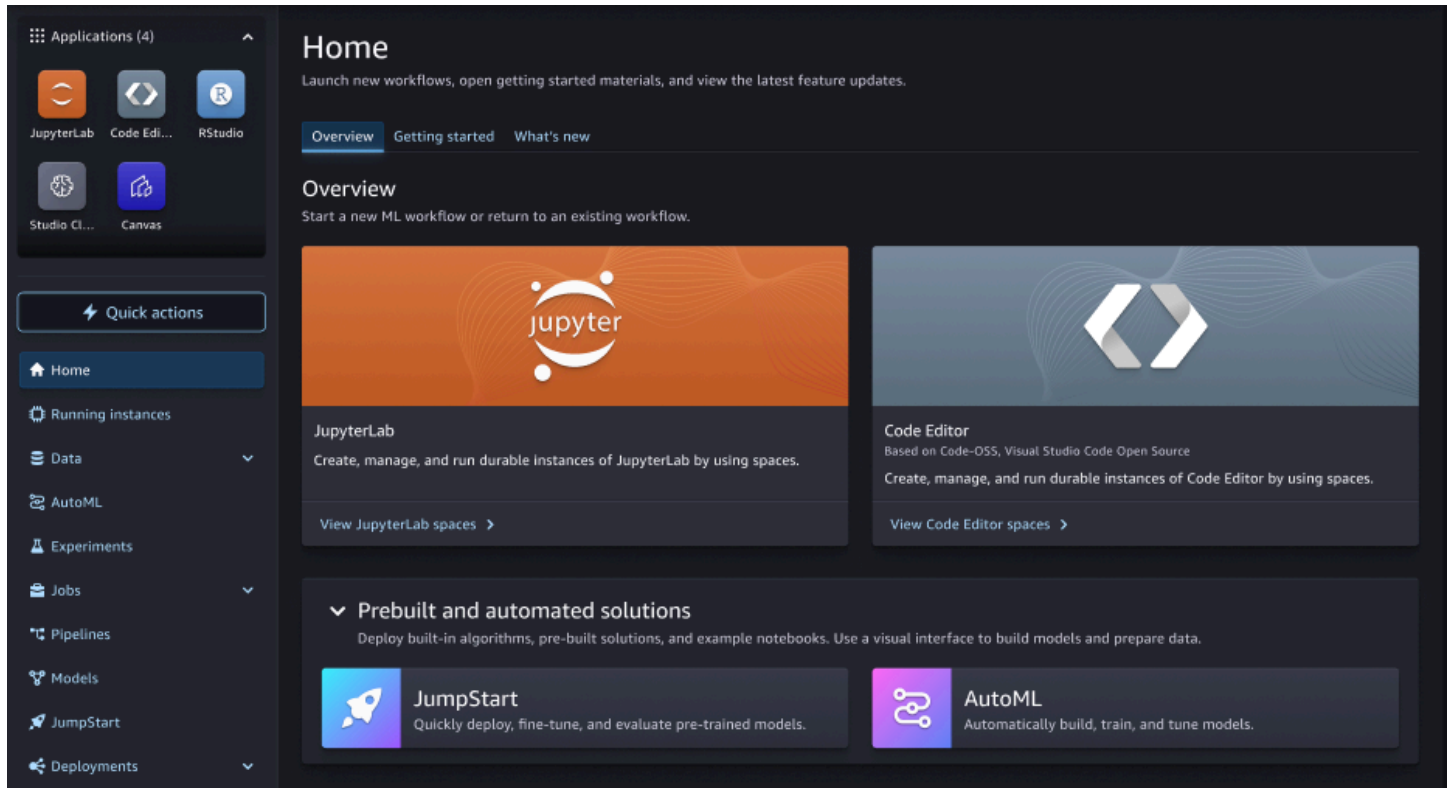 Applications (4)
JupyterLab
Code Edi...
RStudio
Studio Cl...
Canvas
Quick actions
Home
Running instances
Data
AutoML
Experiments
Jobs
Pipelines
Models
JumpStart
Deployments
Home
Launch new workflows, open getting started materials, and view the latest feature updates.
Overview
Getting started
What's new
Overview
Start a new ML workflow or return to an existing workflow.
jupyter
JupyterLab
Create, manage, and run durable instances of JupyterLab by using spaces.
View JupyterLab spaces
Code Editor
Based on Code-OSS, Visual Studio Code Open Source
Create, manage, and run durable instances of Code Editor by using spaces.
View Code Editor spaces
Prebuilt and automated solutions
Deploy built-in algorithms, pre-built solutions, and example notebooks. Use a visual interface to build models and prepare data.
JumpStart
Quickly deploy, fine-tune, and evaluate pre-trained models.
AutoML
Automatically build, train, and tune models.